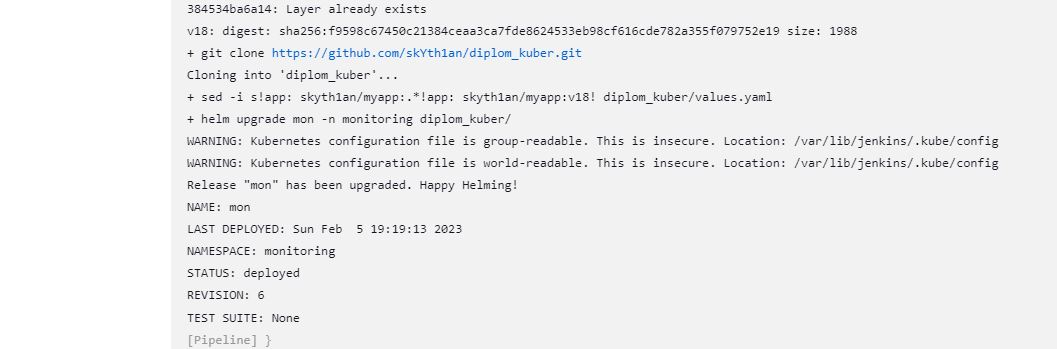 384534ba6a14: Layer already exists
v18: digest: sha256:f9598c67450c21384ceaa3ca7fde8624533eb98cf616cde782a355f079752e19 size: 1988
+ git clone https://github.com/skYth1an/diplom_kuber.git
Cloning into 'diplom_kuber'...
+ sed -i s!app: skyth1an/myapp:.*!app: skyth1an/myapp:v18! diplom_kuber/values.yaml
+ helm upgrade mon -n monitoring diplom_kuber/
WARNING: Kubernetes configuration file is group-readable. This is insecure. Location: /var/lib/jenkins/.kube/config
WARNING: Kubernetes configuration file is world-readable. This is insecure. Location: /var/lib/jenkins/.kube/config
Release "mon" has been upgraded. Happy Helming!
NAME: mon
LAST DEPLOYED: Sun Feb  5 19:19:13 2023
NAMESPACE: monitoring
STATUS: deployed
REVISION: 6
TEST SUITE: None
[Pipeline] }